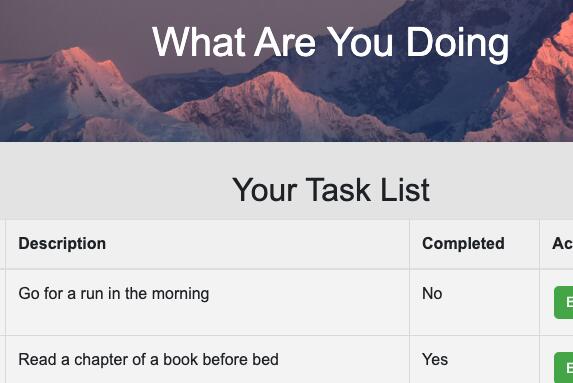 What Are You Doing
Your Task List
Description Completed
Go for a run in the morning No
Read a chapter of a book before bed Yes